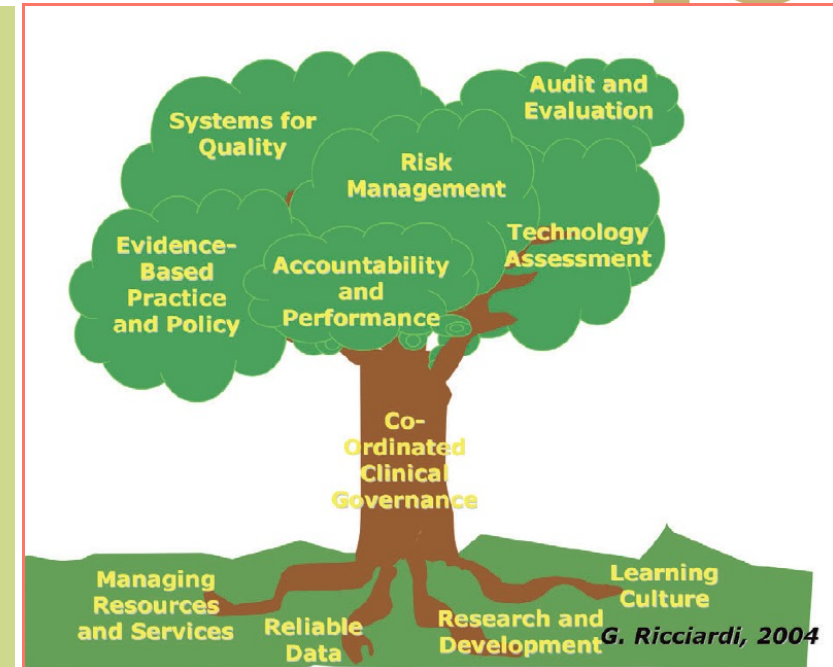 Audit and
Evaluation
Systems for
Quality
Risk
Management
Technology
Assessment
Evidence-
Based
Practice
and Policy
Accountability
and
Performance
Co-
Ordinated
Clinical
Governance
Managing
Resources
and Services
Reliable
Data
Research and
Development
Learning
Culture
G. Ricciardi, 2004